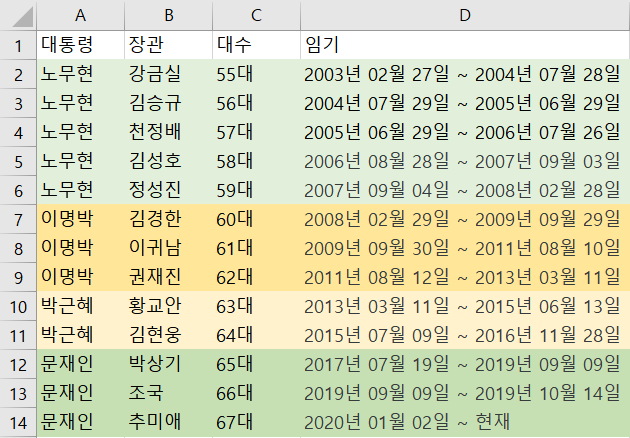 A B C D
1 대통령 장관 대수 임기
2 노무현 강금실 55대 2003년 02월 27일 ~ 2004년 07월 28일
3 노무현 김승규 56대 2004년 07월 29일 ~ 2005년 06월 29일
4 노무현 천정배 57대 2005년 06월 29일 ~ 2006년 07월 26일
5 노무현 김성호 58대 2006년 08월 28일 ~ 2007년 09월 03일
6 노무현 정성진 59대 2007년 09월 04일 ~ 2008년 02월 28일
7 이명박 김경한 60대 2008년 02월 29일 ~ 2009년 09월 29일
8 이명박 이귀남 61대 2009년 09월 30일 ~ 2011년 08월 10일
9 이명박 권재진 62대 2011년 08월 12일 ~ 2013년 03월 11일
10 박근혜 황교안 63대 2013년 03월 11일 ~ 2015년 06월 13일
11 박근혜 김현웅 64대 2015년 07월 09일 ~ 2016년 11월 28일
12 문재인 박상기 65대 2017년 07월 19일 ~ 2019년 09월 09일
13 문재인 조국 66대 2019년 09월 09일 ~ 2019년 10월 14일
14 문재인 추미애 67대 2020년 01월 02일 ~ 현재